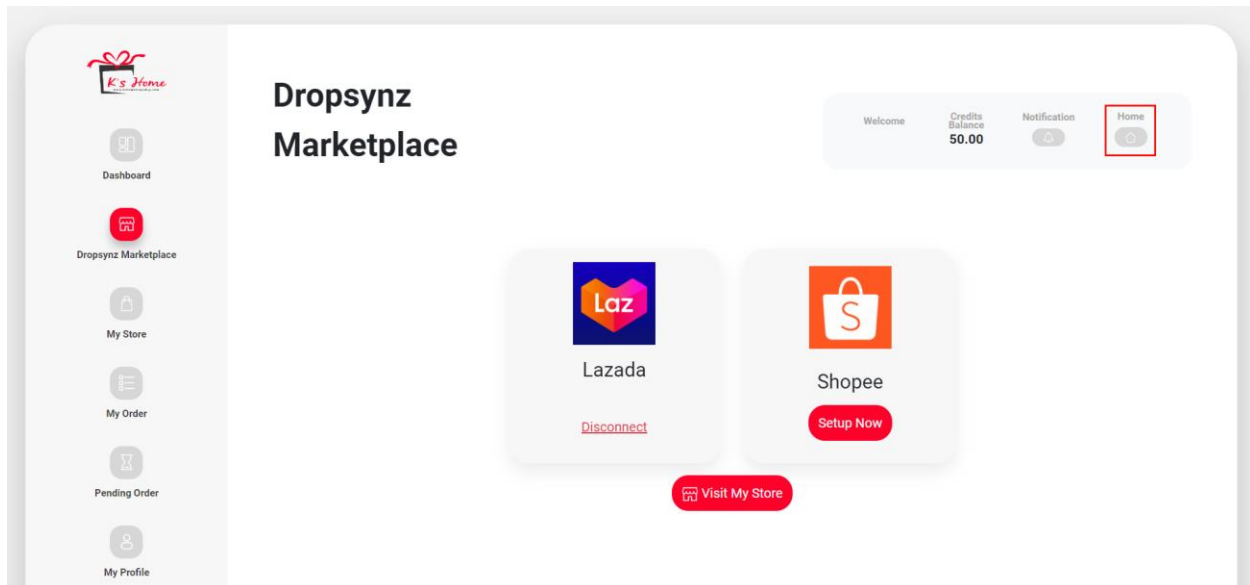 K's Home
Dashboard
Dropsynz Marketplace
My Store
My Order
Pending Order
My Profile
Dropsynz
Marketplace
Welcome
Credits
Balance
50.00
Notification
Home
Laz
Lazada
Disconnect
S
Shopee
Setup Now
Visit My Store